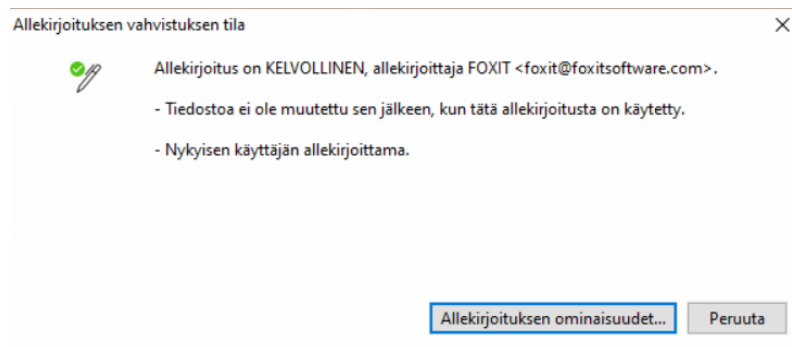 Allekirjoituksen vahvistuksen tila
Allekirjoitus on KELVOLLINEN, allekirjoittaja FOXIT <foxit@foxitsoftware.com>.
- Tiedostoa ei ole muutettu sen jälkeen, kun tätä allekirjoitusta on käytetty.
- Nykyisen käyttäjän allekirjoittama.
Allekirjoituksen ominaisuudet... Peruuta